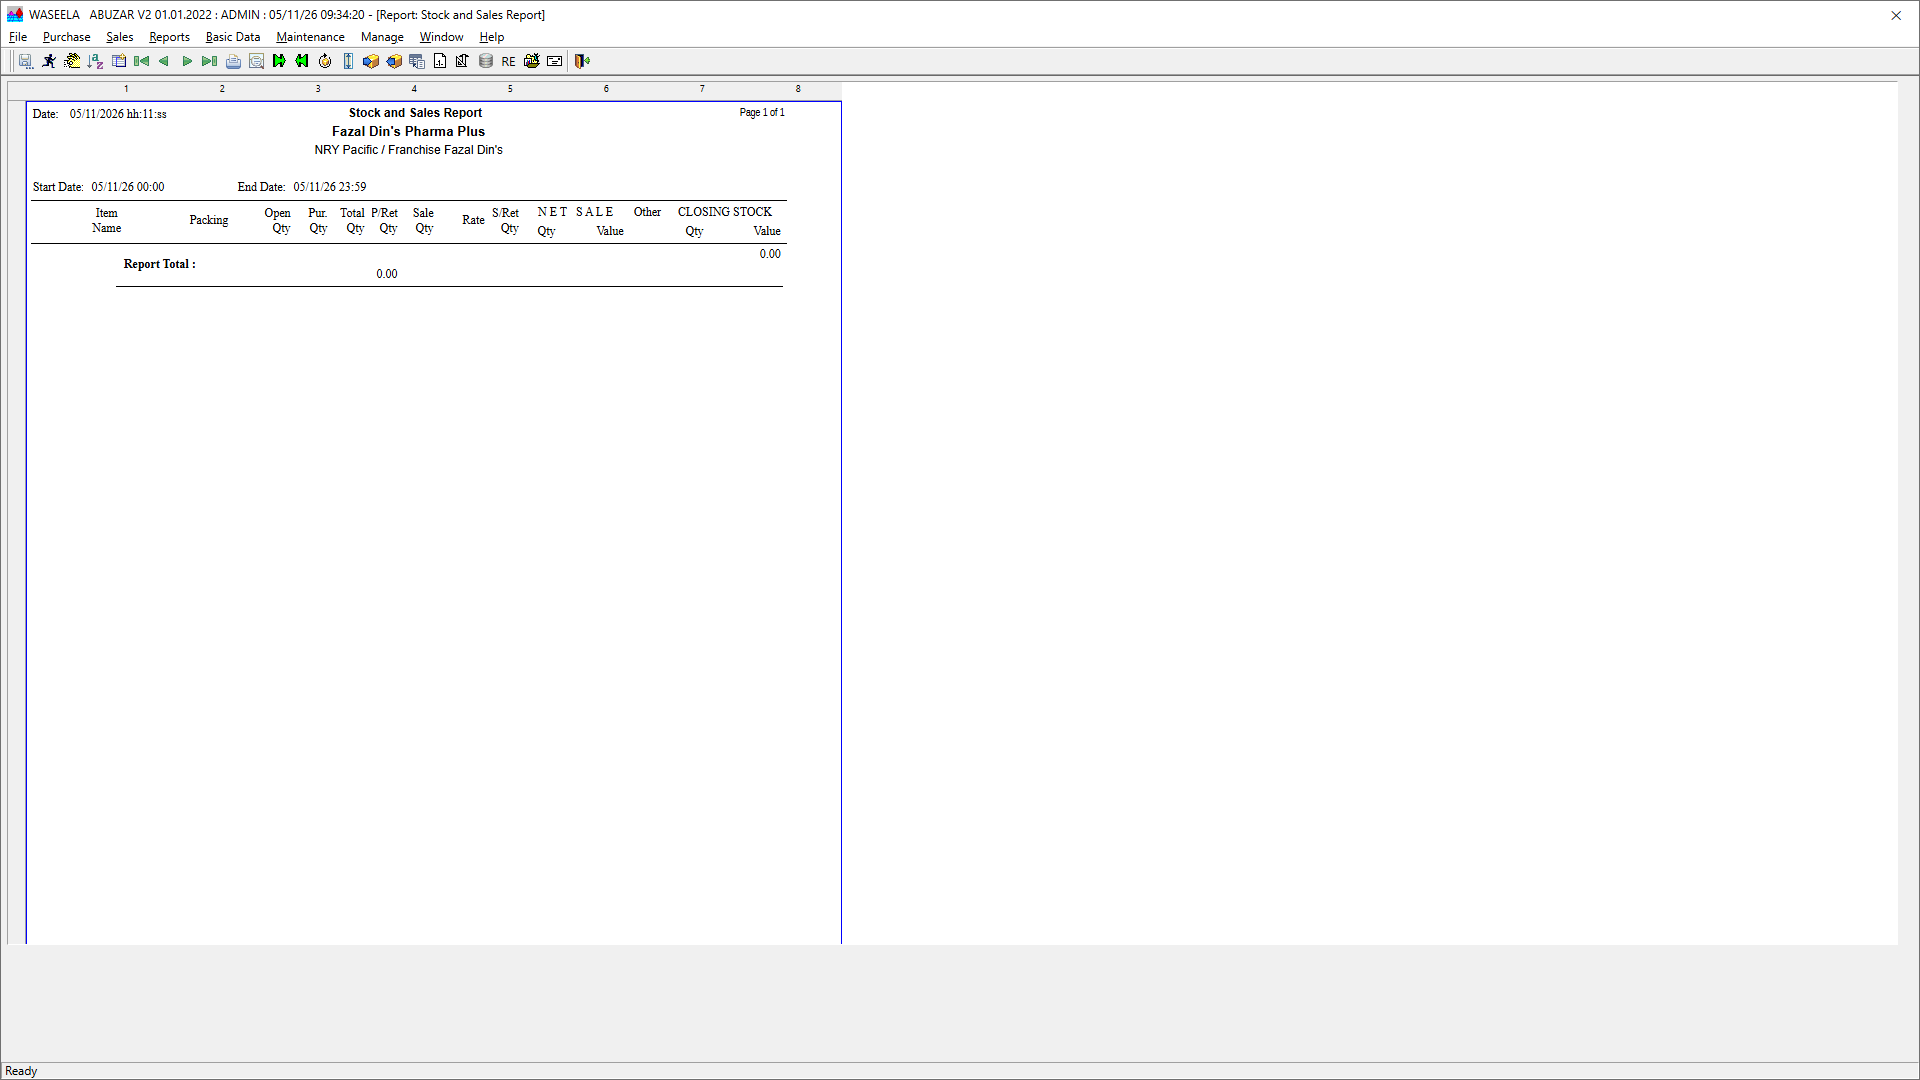 WASEELA ABUZAR V2 01.01.2022 : ADMIN : 05/11/26 09:34:20 - [Report: Stock and Sales Report]
File Purchase Sales Reports Basic Data Maintenance Manage Window Help
RE
1 2 3 4 5 6 7 8
Date: 05/11/2026 hh:11:ss Stock and Sales Report Page 1 of 1
Fazal Din's Pharma Plus
NRY Pacific / Franchise Fazal Din's
Start Date: 05/11/26 00:00 End Date: 05/11/26 23:59
Item Packing Open Pur. Total P/Ret Sale Rate S/Ret NET SALE Other CLOSING STOCK
Name Qty Qty Qty Qty Qty Qty Qty Value Qty Value
0.00
Report Total :
0.00
Ready